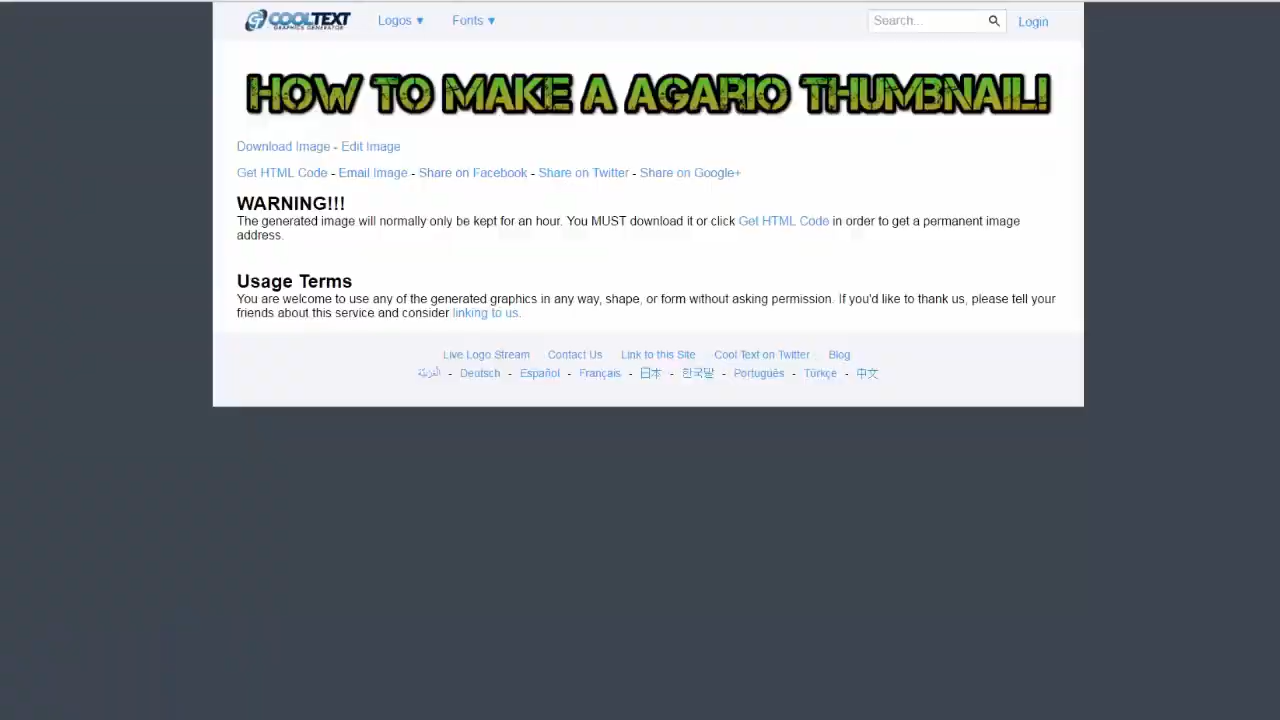 COOLTEXT Logos ▼ Fonts ▼ Search... Login
GRAPHICS GENERATOR
HOW TO MAKE A AGARIO THUMBNAIL!
Download Image - Edit Image
Get HTML Code - Email Image - Share on Facebook - Share on Twitter - Share on Google+
WARNING!!!
The generated image will normally only be kept for an hour. You MUST download it or click Get HTML Code in order to get a permanent image
address.
Usage Terms
You are welcome to use any of the generated graphics in any way, shape, or form without asking permission. If you'd like to thank us, please tell your
friends about this service and consider linking to us.
Live Logo Stream Contact Us Link to this Site Cool Text on Twitter Blog
العَرَبِيَّة - Deutsch - Español - Français - 日本 - 한국말 - Português - Türkçe - 中文